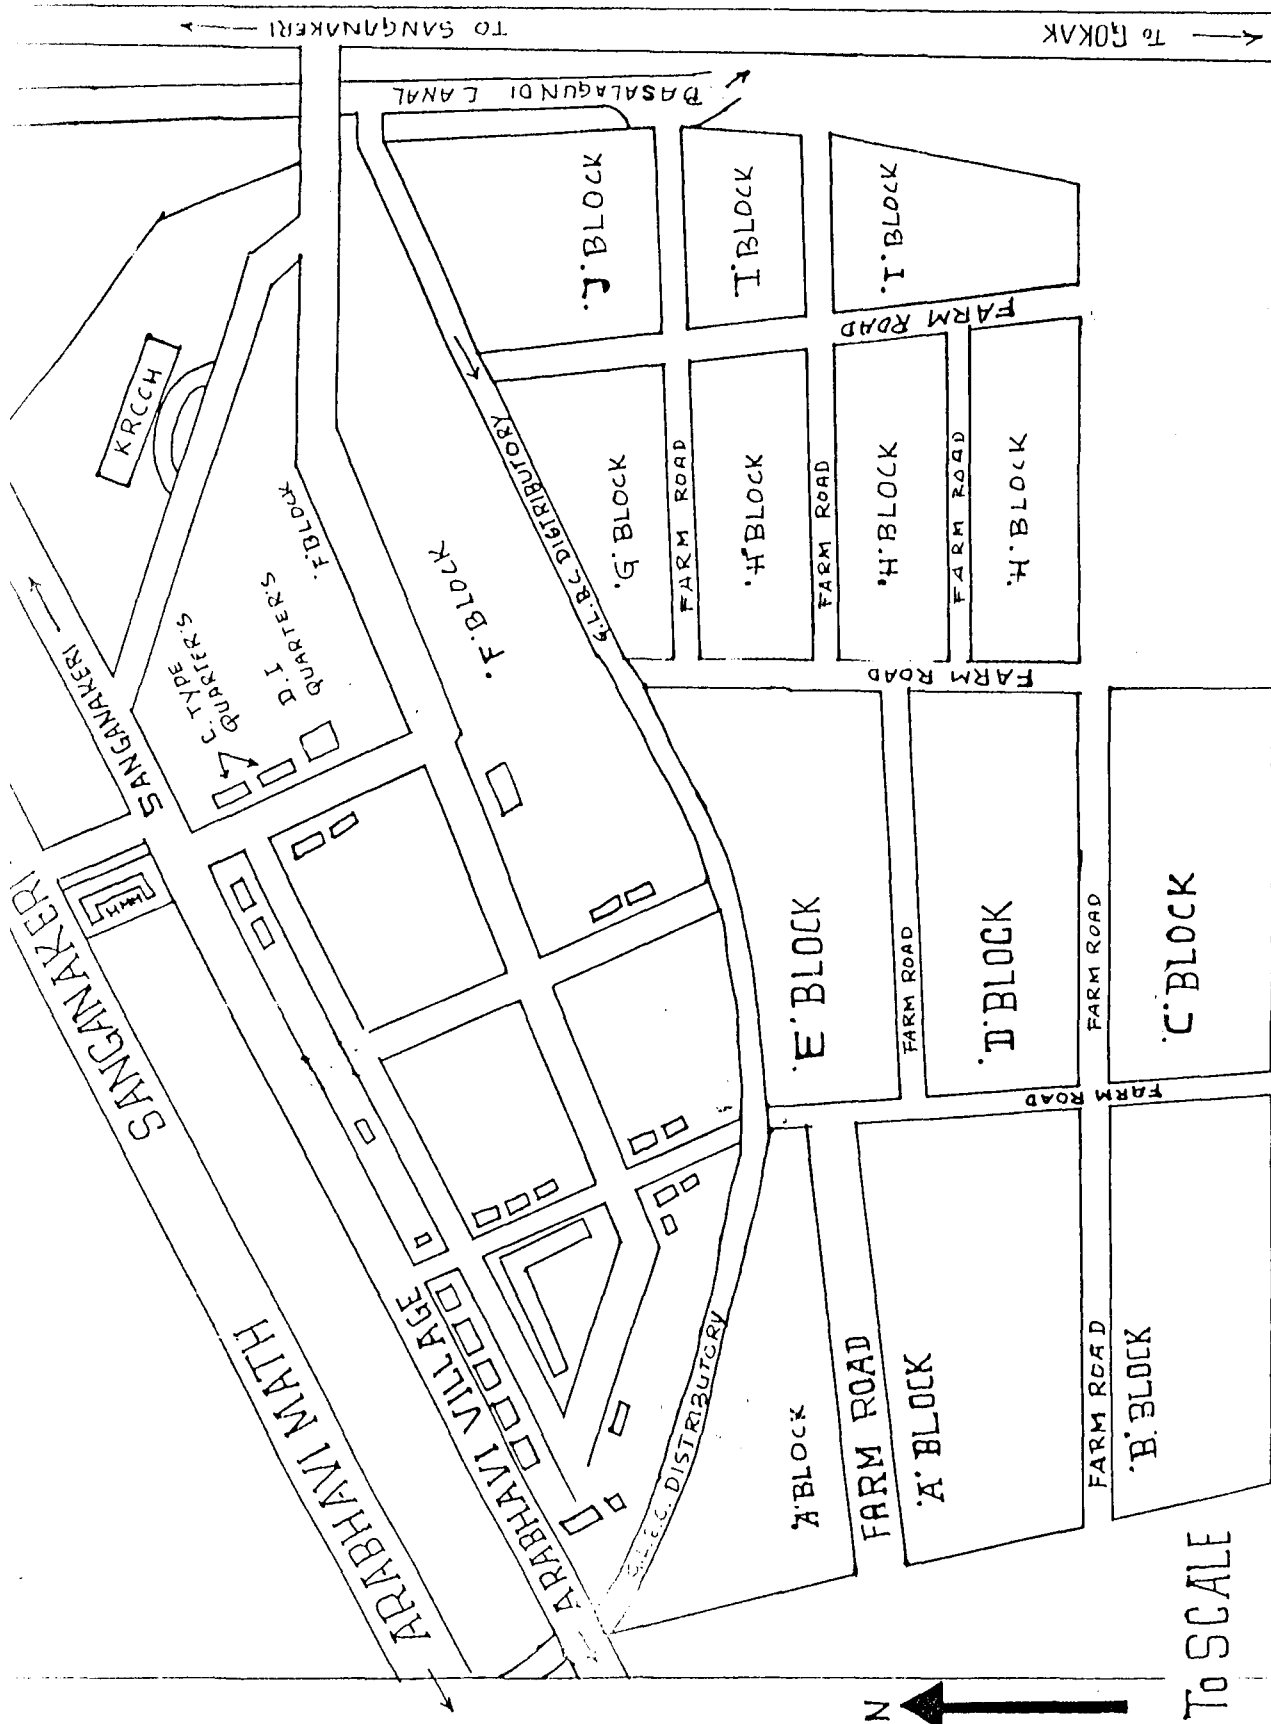 TO SANGANAKERI
To GOKAK
BASALAGUNDI CANAL
'J' BLOCK
'I' BLOCK
'I' BLOCK
FARM ROAD
KRCCH
'F' BLOCK
D.I
QUARTER'S
C. TYPE
QUARTER'S
'F' BLOCK
G.L.B.C. DISTRIBUTORY
'G' BLOCK
FARM ROAD
'H' BLOCK
FARM ROAD
'H' BLOCK
FARM ROAD
'H' BLOCK
FARM ROAD
SANGANAKERI
SANGANAKERI
'E' BLOCK
FARM ROAD
'D' BLOCK
FARM ROAD
'C' BLOCK
FARM ROAD
ARABHAVI MATH
ARABHAVI VILLAGE
DISTRIBUTORY
'A' BLOCK
FARM ROAD
'A' BLOCK
FARM ROAD
'B' BLOCK
N
To SCALE